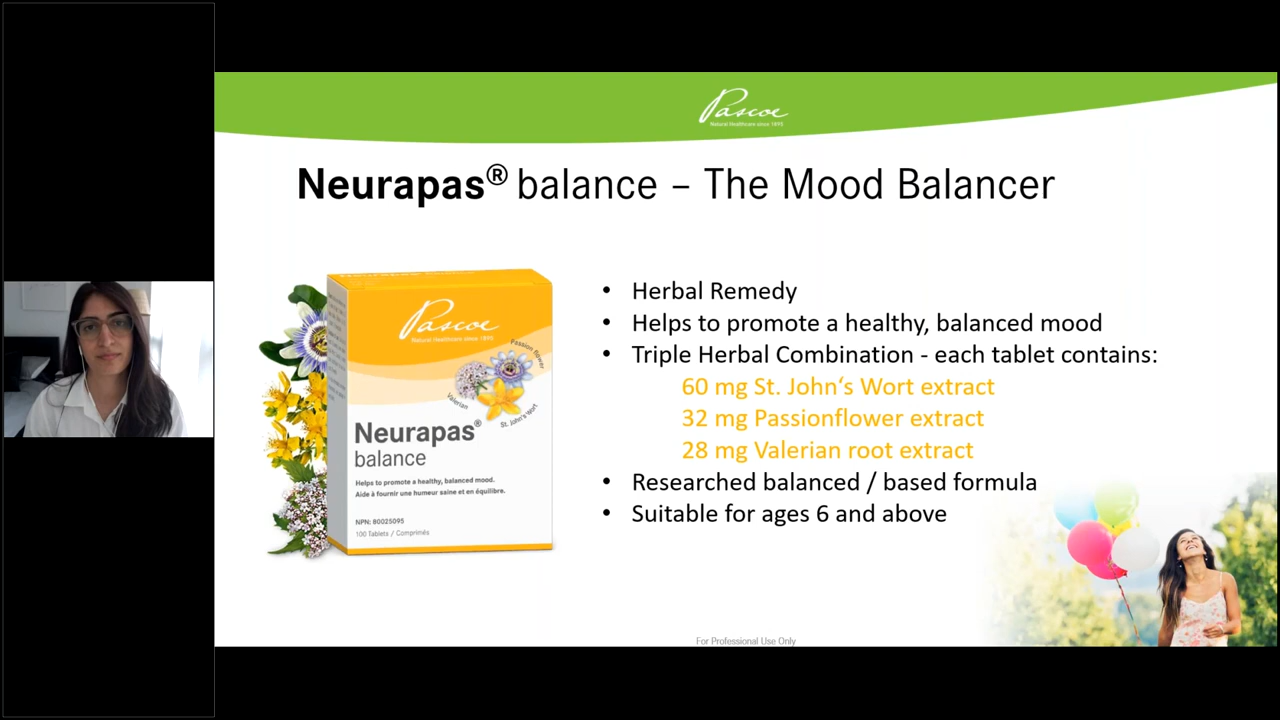 Pascoe
Natural Healthcare since 1895
Neurapas® balance – The Mood Balancer
Pascoe
Natural Healthcare since 1895
Passion flower
Valerian
St. John's Wort
Neurapas®
balance
Helps to promote a healthy, balanced mood.
Aide à fournir une humeur saine et en équilibre.
NPN: 80025095
100 Tablets / Comprimés
• Herbal Remedy
• Helps to promote a healthy, balanced mood
• Triple Herbal Combination - each tablet contains:
60 mg St. John‘s Wort extract
32 mg Passionflower extract
28 mg Valerian root extract
• Researched balanced / based formula
• Suitable for ages 6 and above
For Professional Use Only